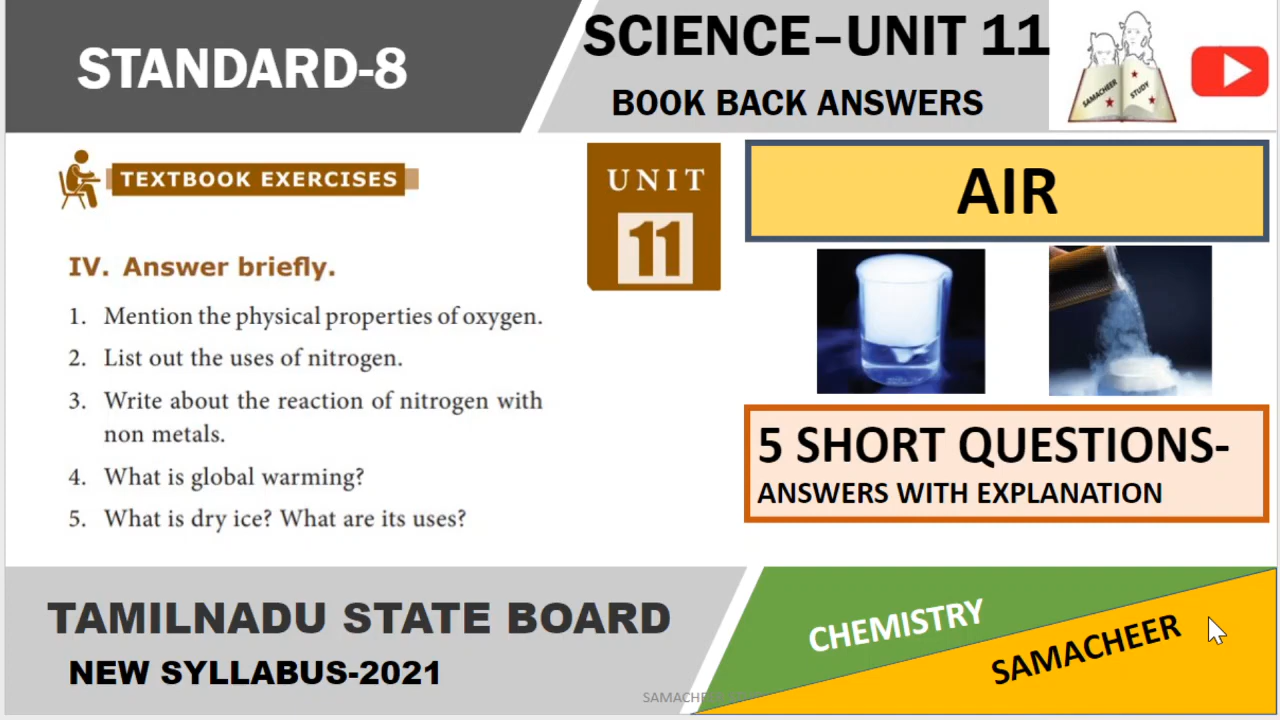 STANDARD-8
SCIENCE–UNIT 11
BOOK BACK ANSWERS
SAMACHEER
STUDY
TEXTBOOK EXERCISES
UNIT
11
AIR
IV. Answer briefly.
1. Mention the physical properties of oxygen.
2. List out the uses of nitrogen.
3. Write about the reaction of nitrogen with
non metals.
4. What is global warming?
5. What is dry ice? What are its uses?
5 SHORT QUESTIONS-
ANSWERS WITH EXPLANATION
TAMILNADU STATE BOARD
NEW SYLLABUS-2021
CHEMISTRY
SAMACHEER